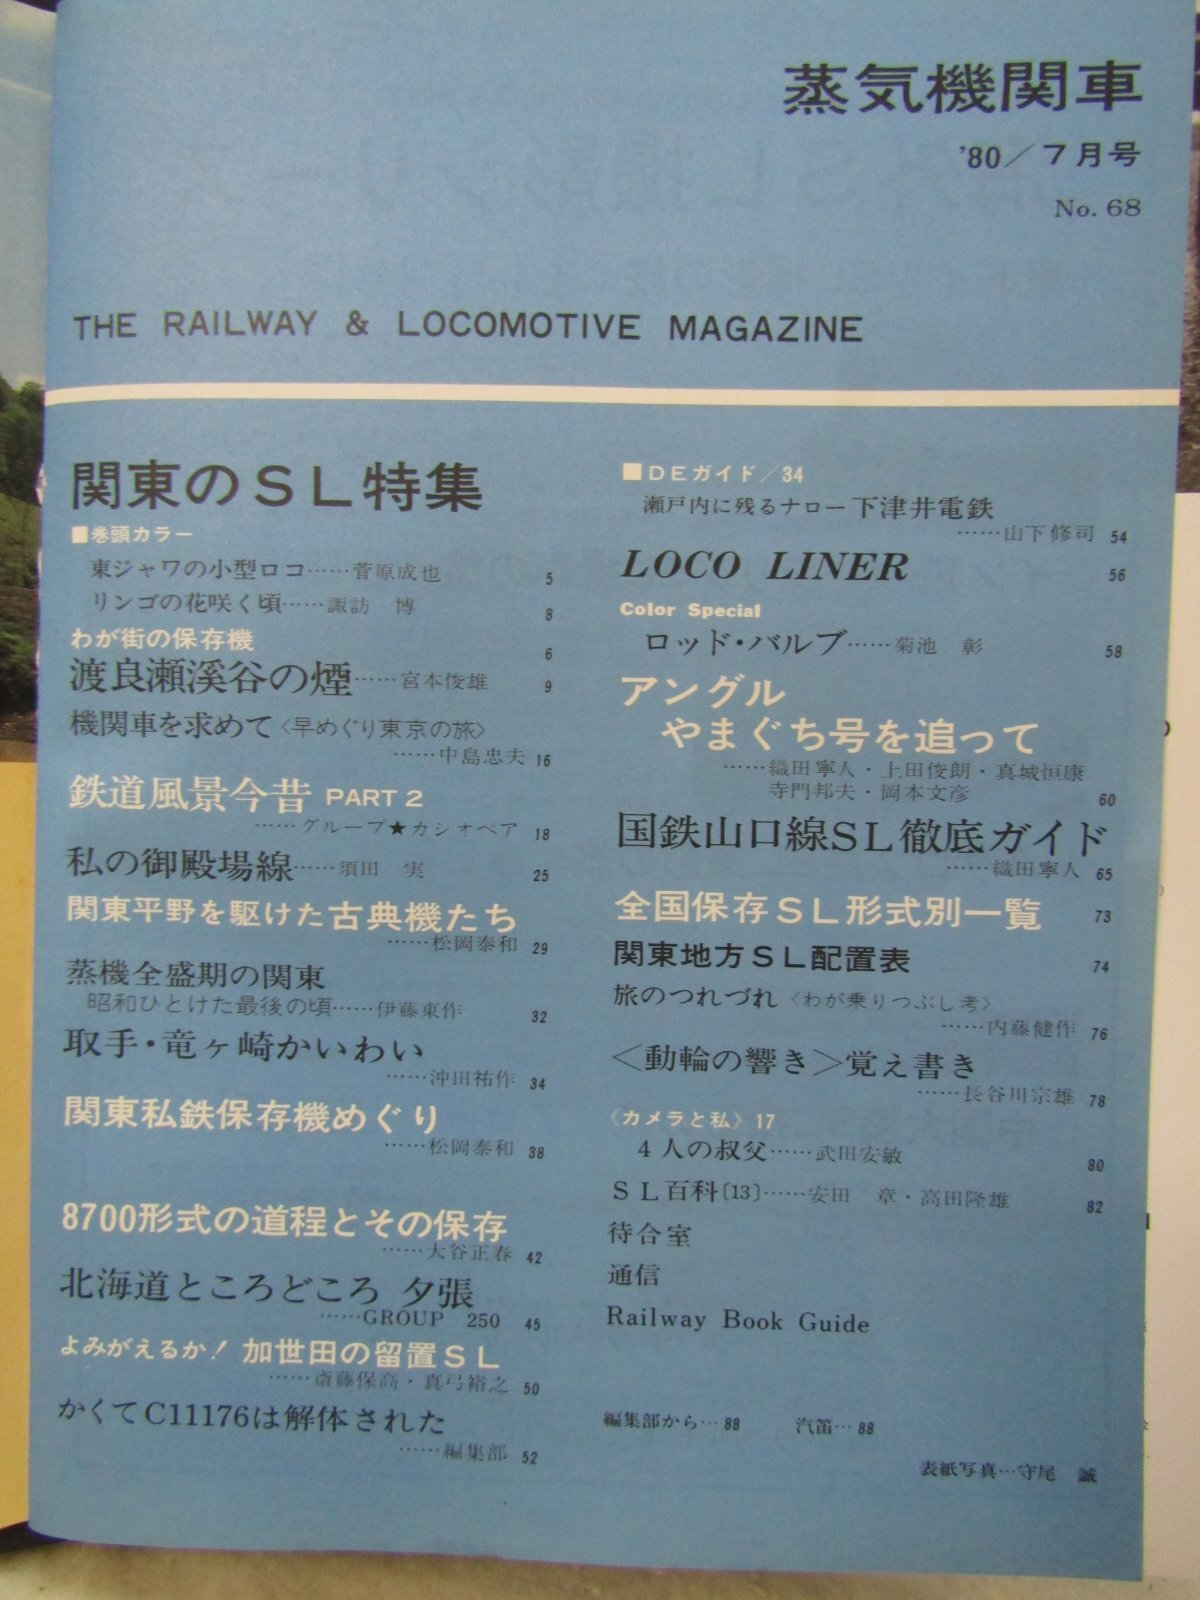 蒸気機関車
'80／7月号
No. 68
THE RAILWAY & LOCOMOTIVE MAGAZINE
関東のSL特集
■巻頭カラー
東ジャワの小型ロコ……菅原成也 5
リンゴの花咲く頃……諏訪 博 8
わが街の保存機 6
渡良瀬溪谷の煙……宮本俊雄 9
機関車を求めて〈早めぐり東京の旅〉
……中島忠夫 16
鉄道風景今昔 PART 2
……グループ★カシオペア 18
私の御殿場線……須田 実 25
関東平野を駆けた古典機たち
……松岡泰和 29
蒸機全盛期の関東
昭和ひとけた最後の頃……伊藤東作 32
取手・竜ヶ崎かいわい
……沖田祐作 34
関東私鉄保存機めぐり
……松岡泰和 38
8700形式の道程とその保存
……大谷正春 42
北海道ところどころ 夕張
……GROUP 250 45
よみがえるか！ 加世田の留置SL
……斎藤保高・真弓裕之 50
かくてC11176は解体された
……編集部 52
■DEガイド／34
瀬戸内に残るナロー下津井電鉄
……山下修司 54
LOCO LINER 56
Color Special
ロッド・バルブ……菊池 彰 58
アングル
やまぐち号を追って
……織田寧人・上田俊朗・真城恒康
寺門邦夫・岡本文彦 60
国鉄山口線SL徹底ガイド
……織田寧人 65
全国保存SL形式別一覧 73
関東地方SL配置表 74
旅のつれづれ〈わが乗りつぶし考〉
……内藤健作 76
＜動輪の響き＞覚え書き
……長谷川宗雄 78
《カメラと私》17
4人の叔父……武田安敏 80
SL百科〔13〕……安田 章・高田隆雄 82
待合室
通信
Railway Book Guide
編集部から…88 汽笛…88
表紙写真…守尾 誠